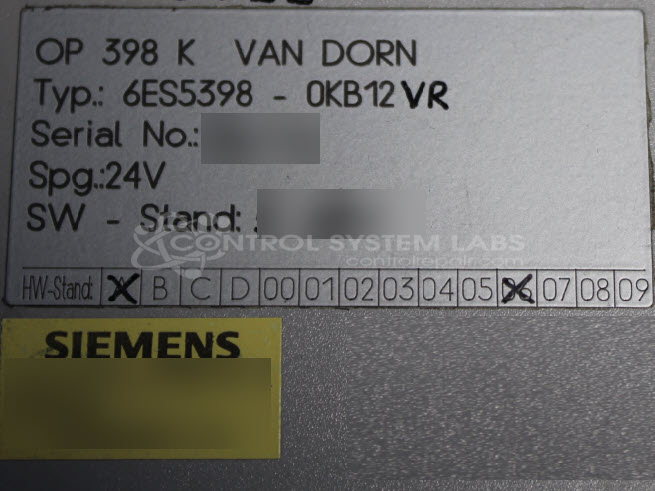 OP 398 K VAN DORN
Typ.: 6ES5398 - 0KB12 VR
Serial No.:
Spg.:24V
SW - Stand:
CONTROL SYSTEM LABS
controlrepair.com
HW-Stand: A B C D 00 01 02 03 04 05 06 07 08 09
SIEMENS